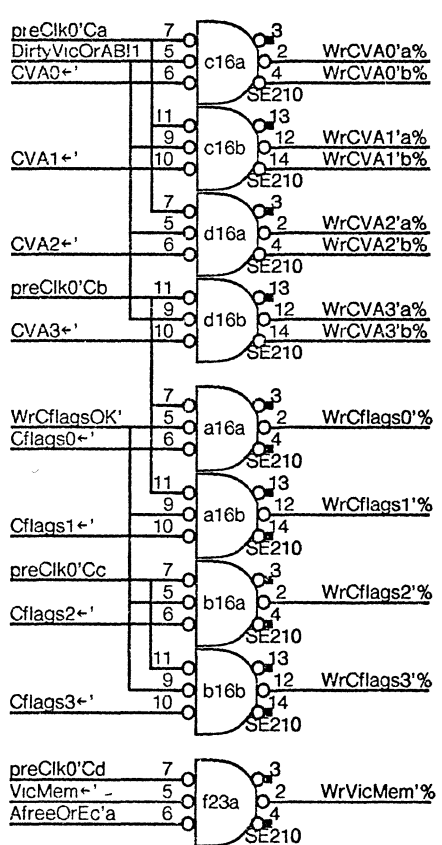 preClk0'Ca 7 3
DirtyVicOrAB!1 5 c16a 2 WrCVA0'a%
CVA0←' 6 4 WrCVA0'b%
SE210
11 13
9 c16b 12 WrCVA1'a%
CVA1←' 10 14 WrCVA1'b%
SE210
7 3
5 d16a 2 WrCVA2'a%
CVA2←' 6 4 WrCVA2'b%
SE210
preClk0'Cb 11 13
9 d16b 12 WrCVA3'a%
CVA3←' 10 14 WrCVA3'b%
SE210
7 3
WrCflagsOK' 5 a16a 2 WrCflags0'%
Cflags0←' 6 4
SE210
11 13
9 a16b 12 WrCflags1'%
Cflags1←' 10 14
SE210
preClk0'Cc 7 3
5 b16a 2 WrCflags2'%
Cflags2←' 6 4
SE210
11 13
9 b16b 12 WrCflags3'%
Cflags3←' 10 14
SE210
preClk0'Cd 7 3
VicMem←' 5 f23a 2 WrVicMem'%
AfreeOrEc'a 6 4
SE210